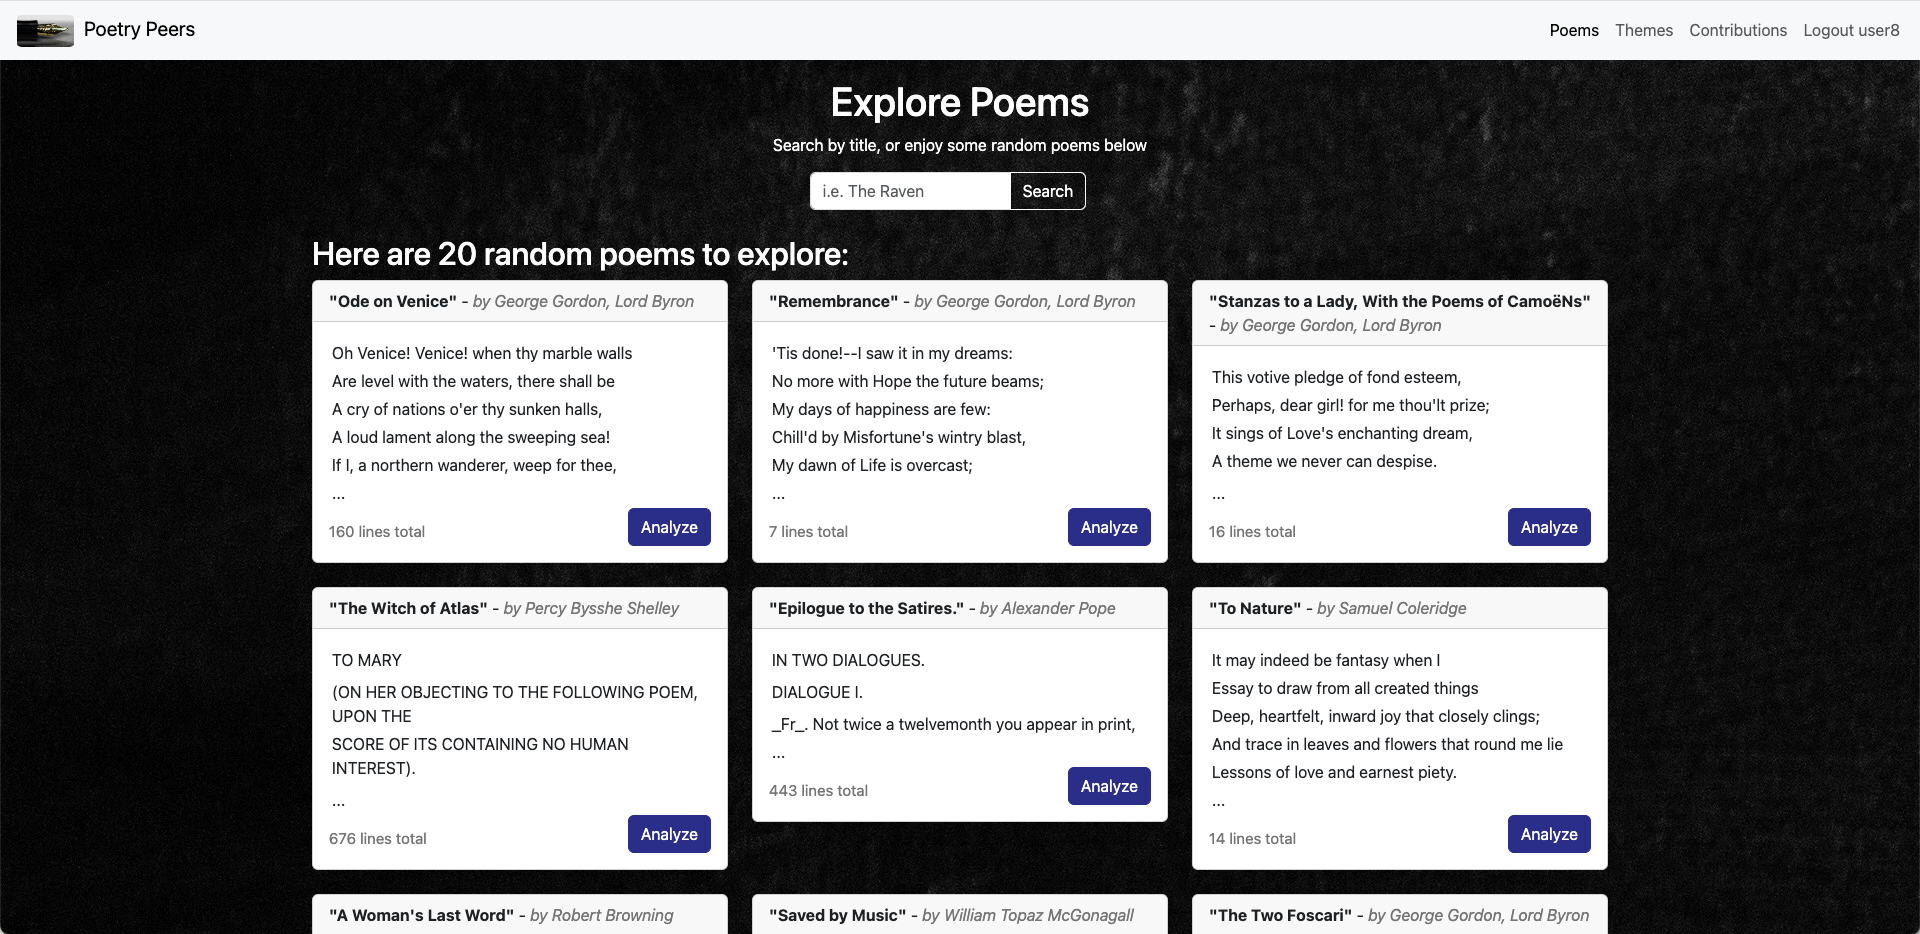 Poetry Peers
Poems Themes Contributions Logout user8
Explore Poems
Search by title, or enjoy some random poems below
i.e. The Raven Search
Here are 20 random poems to explore:
"Ode on Venice" - by George Gordon, Lord Byron
Oh Venice! Venice! when thy marble walls
Are level with the waters, there shall be
A cry of nations o'er thy sunken halls,
A loud lament along the sweeping sea!
If I, a northern wanderer, weep for thee,
...
160 lines total Analyze
"Remembrance" - by George Gordon, Lord Byron
'Tis done!--I saw it in my dreams:
No more with Hope the future beams;
My days of happiness are few:
Chill'd by Misfortune's wintry blast,
My dawn of Life is overcast;
...
7 lines total Analyze
"Stanzas to a Lady, With the Poems of CamoëNs"
- by George Gordon, Lord Byron
This votive pledge of fond esteem,
Perhaps, dear girl! for me thou'lt prize;
It sings of Love's enchanting dream,
A theme we never can despise.
...
16 lines total Analyze
"The Witch of Atlas" - by Percy Bysshe Shelley
TO MARY
(ON HER OBJECTING TO THE FOLLOWING POEM,
UPON THE
SCORE OF ITS CONTAINING NO HUMAN
INTEREST).
...
676 lines total Analyze
"Epilogue to the Satires." - by Alexander Pope
IN TWO DIALOGUES.
DIALOGUE I.
_Fr_. Not twice a twelvemonth you appear in print,
...
443 lines total Analyze
"To Nature" - by Samuel Coleridge
It may indeed be fantasy when I
Essay to draw from all created things
Deep, heartfelt, inward joy that closely clings;
And trace in leaves and flowers that round me lie
Lessons of love and earnest piety.
...
14 lines total Analyze
"A Woman's Last Word" - by Robert Browning
"Saved by Music" - by William Topaz McGonagall
"The Two Foscari" - by George Gordon, Lord Byron